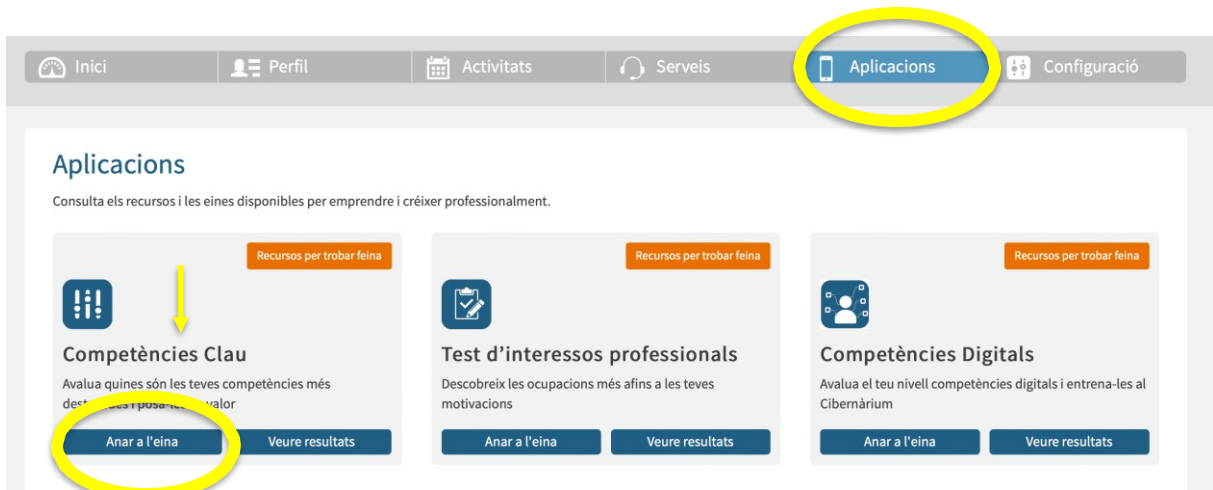 Inici
Perfil
Activitats
Serveis
Aplicacions
Configuració
Aplicacions
Consulta els recursos i les eines disponibles per emprendre i créixer professionalment.
Recursos per trobar feina
Competències Clau
Avalua quines són les teves competències més
i valor
Anar a l'eina
Veure resultats
Recursos per trobar feina
Test d'interessos professionals
Descobreix les ocupacions més afins a les teves
motivacions
Anar a l'eina
Veure resultats
Recursos per trobar feina
Competències Digitals
Avalua el teu nivell competències digitals i entrena-les al
Cibernàrium
Anar a l'eina
Veure resultats